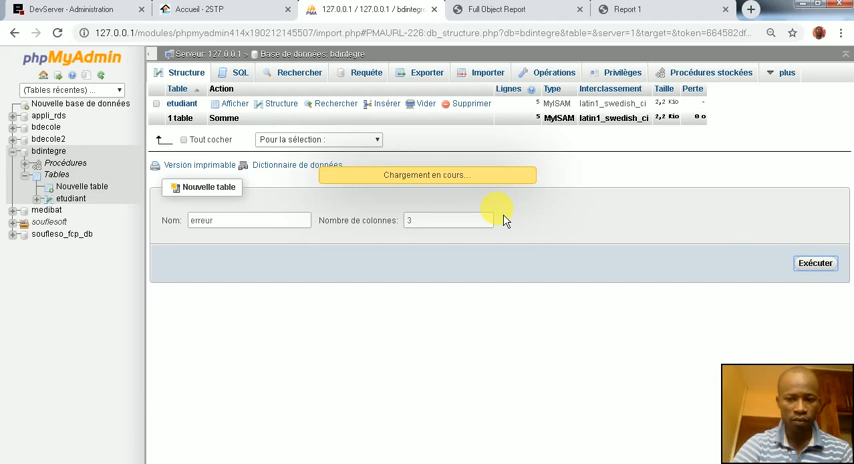 DevServer - Administration
Accueil - 2STP
127.0.0.1 / 127.0.0.1 / bdintegre
Full Object Report
Report 1
127.0.0.1/modules/phpmyadmin414x190212145507/import.php#PMAURL-228:db_structure.php?db=bdintegre&table=&server=1&target=&token=664582df...
phpMyAdmin
(Tables récentes) ...
Nouvelle base de données
appli_rds
bdecole
bdecole2
bdintegre
Procédures
Tables
Nouvelle table
etudiant
medibat
souflesoft
soufleso_fcp_db
Serveur: 127.0.0.1 » Base de données: bdintegre
Structure SQL Rechercher Requête Exporter Importer Opérations Privilèges Procédures stockées plus
Table Action Lignes Type Interclassement Taille Perte
etudiant Afficher Structure Rechercher Insérer Vider Supprimer 5 MyISAM latin1_swedish_ci 2,2 Kio -
1 table Somme 5 MyISAM latin1_swedish_ci 2,2 Kio 0 o
Tout cocher Pour la sélection :
Version imprimable Dictionnaire de données
Chargement en cours...
Nouvelle table
Nom: erreur Nombre de colonnes: 3
Exécuter